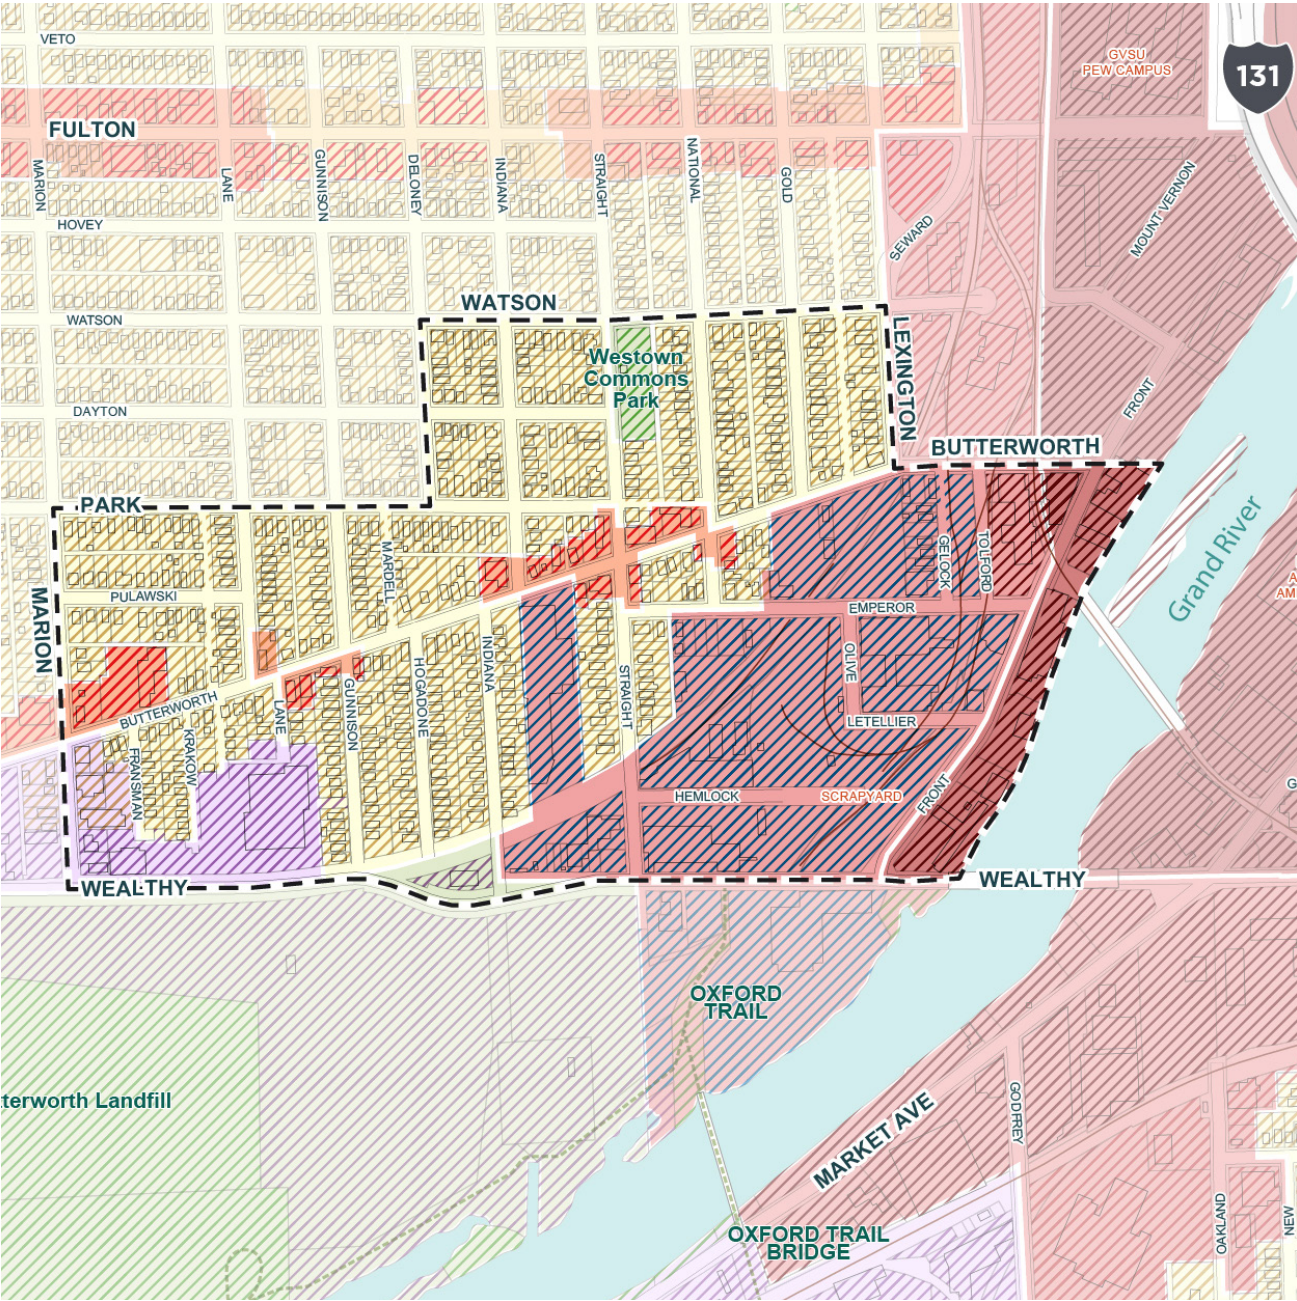 VETO
GVSU
PEW CAMPUS
131
FULTON
MARION
LANE
GUNNISON
DELONEY
INDIANA
STRAIGHT
NATIONAL
GOLD
HOVEY
SEWARD
MOUNT VERNON
WATSON
WATSON
LEXINGTON
Westown
Commons
Park
DAYTON
FRONT
BUTTERWORTH
PARK
Grand River
MARDELL
GELOCK
TOLFORD
A
AM
PULAWSKI
MARION
EMPEROR
INDIANA
HOGADONE
GUNNISON
STRAIGHT
OLIVE
BUTTERWORTH
LANE
LETELLIER
FRANSMAN
KRAKOW
HEMLOCK
SCRAPYARD
FRONT
G
WEALTHY
WEALTHY
OXFORD
TRAIL
terworth Landfill
MARKET AVE
GODFREY
OAKLAND
NEW
OXFORD TRAIL
BRIDGE